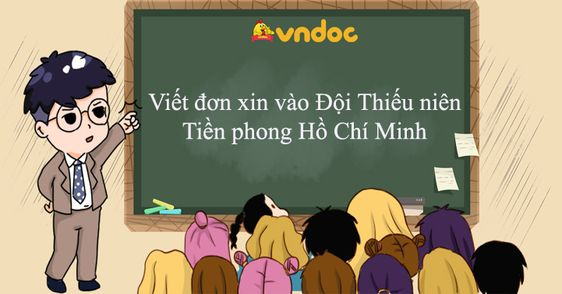 vndoc
Viết đơn xin vào Đội Thiếu niên
Tiền phong Hồ Chí Minh